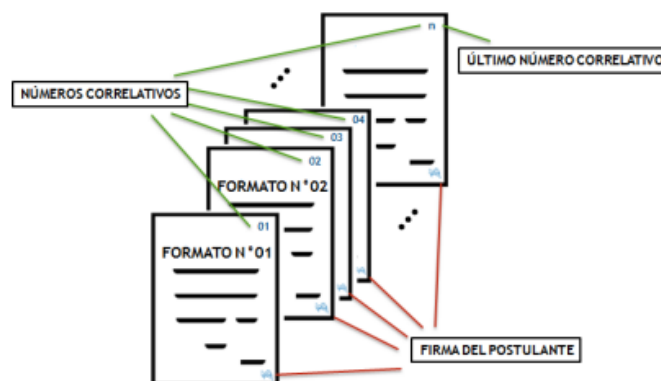 n
ÚLTIMO NÚMERO CORRELATIVO
NÚMEROS CORRELATIVOS
04
03
02
FORMATO N°02
01
FORMATO N°01
FIRMA DEL POSTULANTE